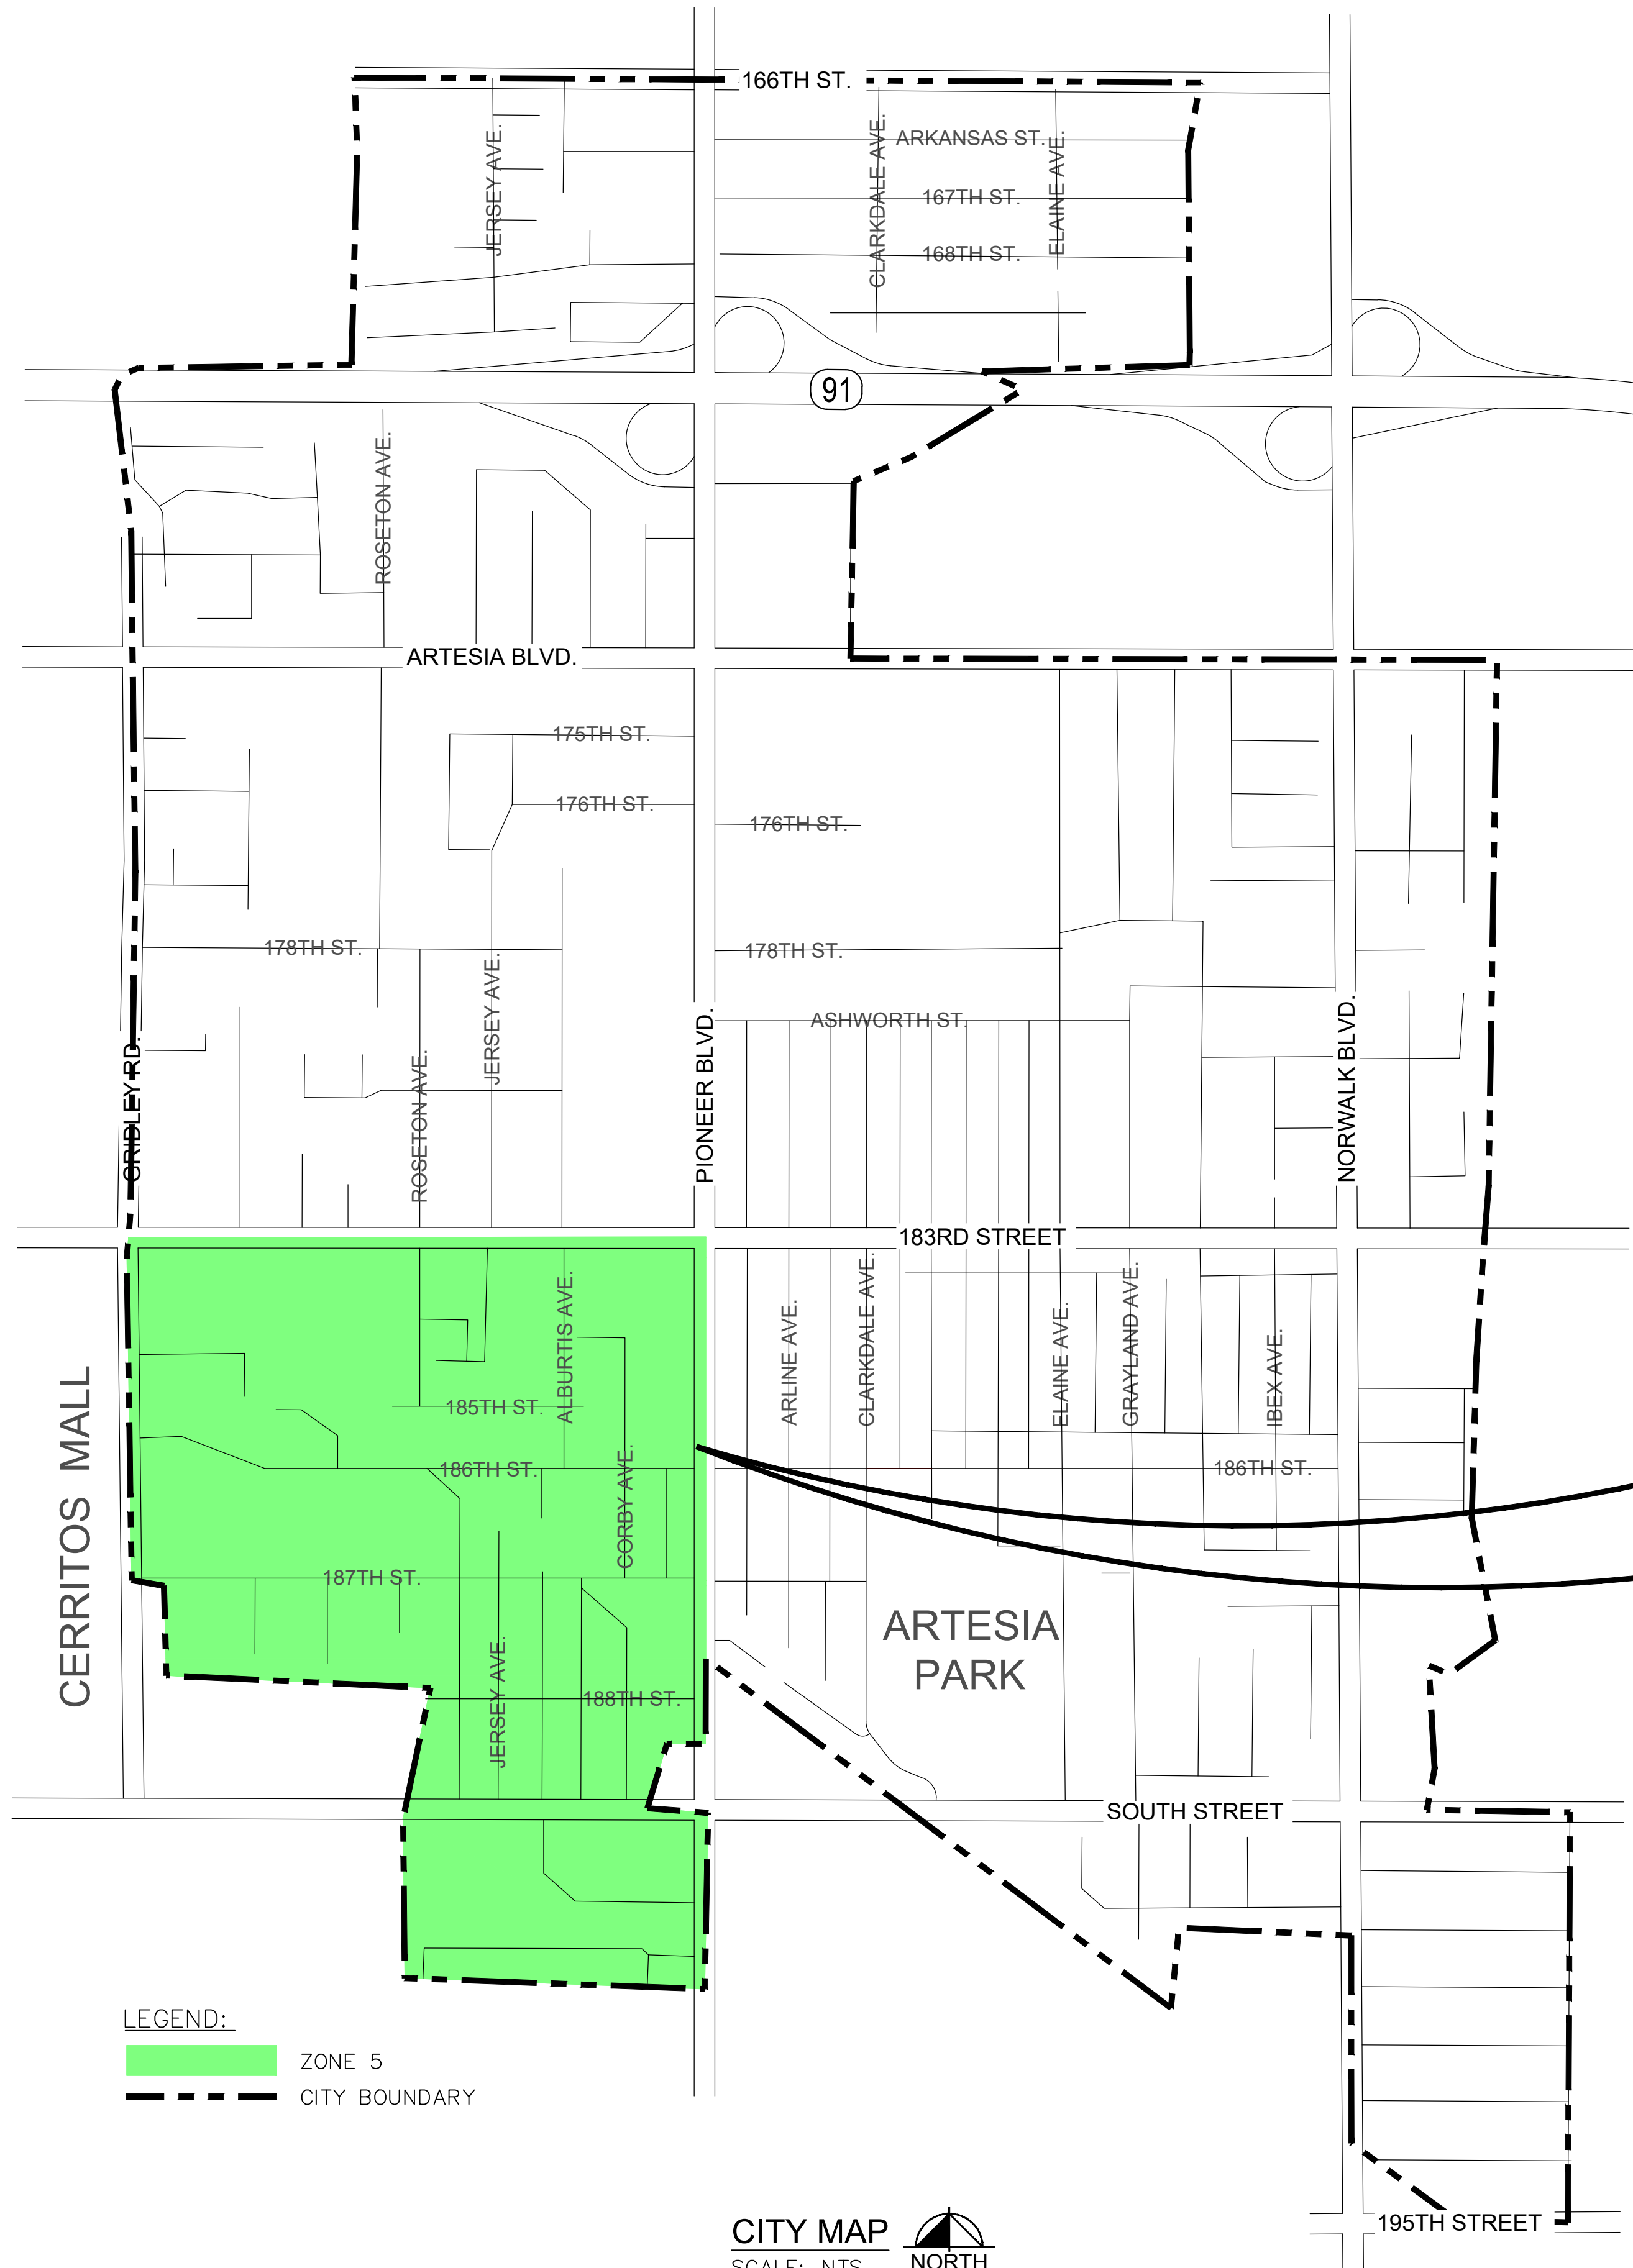 166TH ST.
JERSEY AVE.
CLARKDALE AVE.
ARKANSAS ST.
ELAINE AVE.
167TH ST.
168TH ST.
91
ROSETON AVE.
ARTESIA BLVD.
175TH ST.
176TH ST.
176TH ST.
178TH ST.
178TH ST.
JERSEY AVE.
ASHWORTH ST.
GRIDLEY RD.
ROSETON AVE.
PIONEER BLVD.
NORWALK BLVD.
183RD STREET
ALBURTIS AVE.
ARLINE AVE.
CLARKDALE AVE.
ELAINE AVE.
GRAYLAND AVE.
IBEX AVE.
CERRITOS MALL
185TH ST.
186TH ST.
186TH ST.
CORBY AVE.
187TH ST.
ARTESIA
PARK
JERSEY AVE.
188TH ST.
SOUTH STREET
LEGEND:
ZONE 5
CITY BOUNDARY
195TH STREET
CITY MAP
SCALE: NTS
NORTH